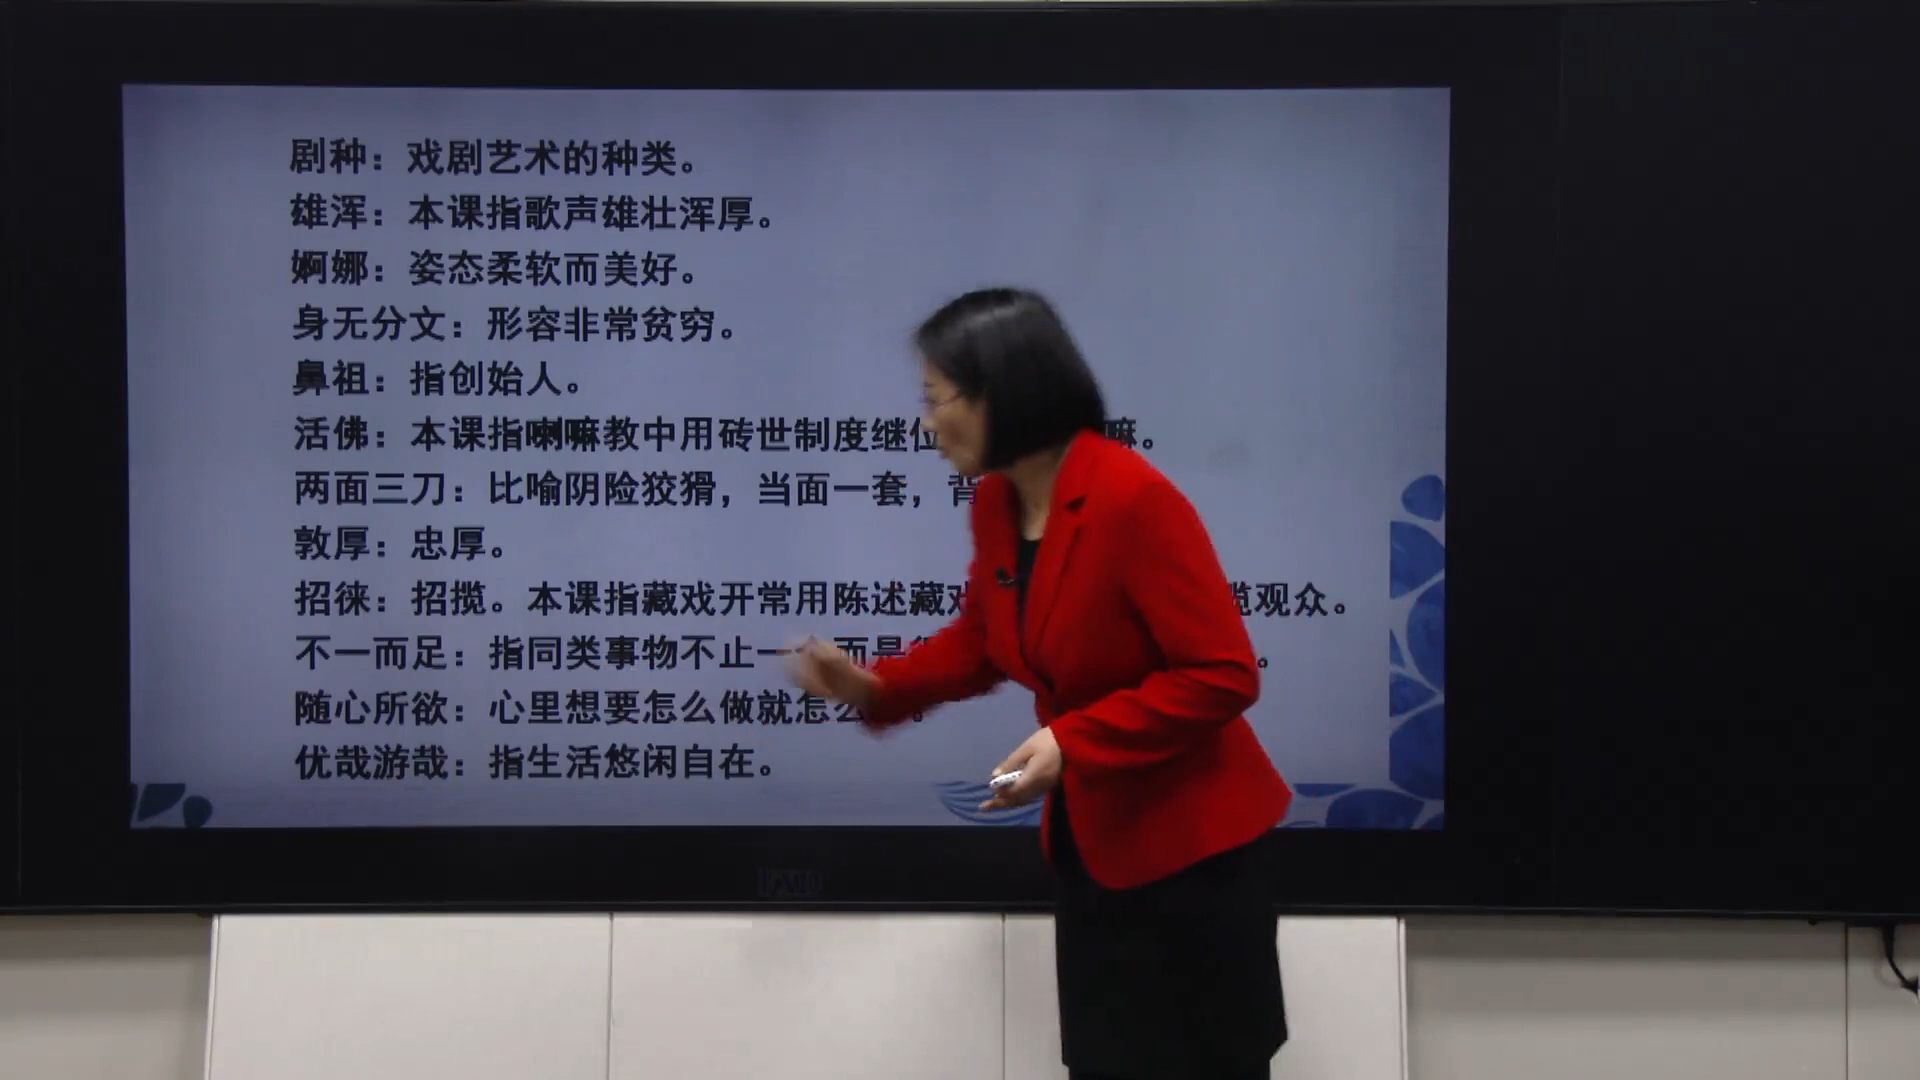 剧种：戏剧艺术的种类。
雄浑：本课指歌声雄壮浑厚。
婀娜：姿态柔软而美好。
身无分文：形容非常贫穷。
鼻祖：指创始人。
活佛：本课指喇嘛教中用砖世制度继位 嘛。
两面三刀：比喻阴险狡猾，当面一套，背
敦厚：忠厚。
招徕：招揽。本课指藏戏开常用陈述藏戏 揽观众。
不一而足：指同类事物不止一 而是 。
随心所欲：心里想要怎么做就怎么 。
优哉游哉：指生活悠闲自在。